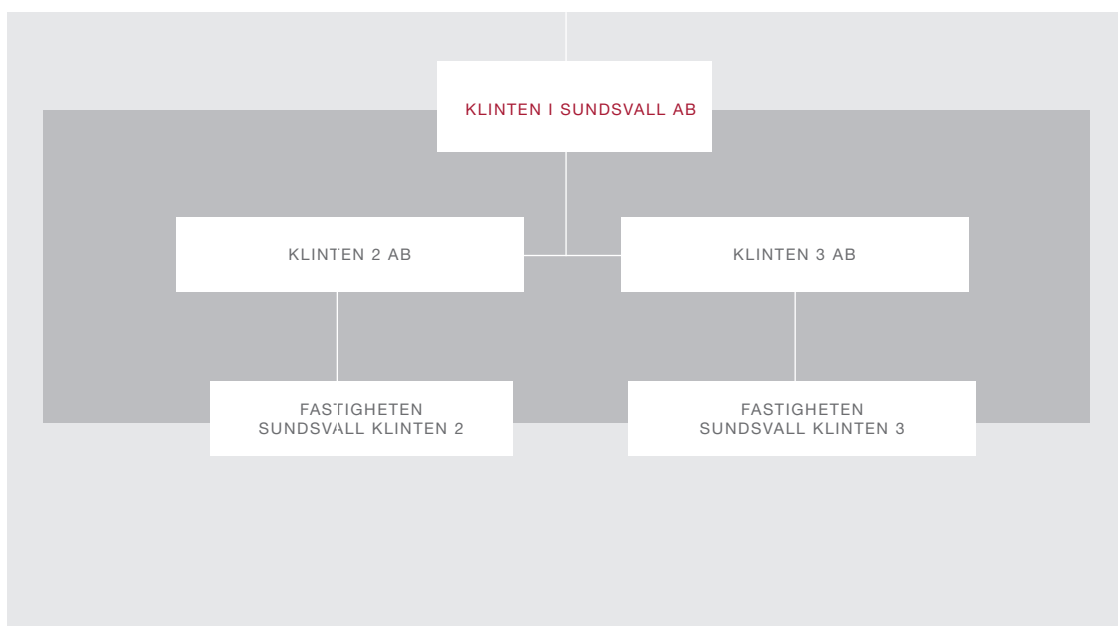 KLINTEN I SUNDSVALL AB
KLINTEN 2 AB
KLINTEN 3 AB
FASTIGHETEN
SUNDSVALL KLINTEN 2
FASTIGHETEN
SUNDSVALL KLINTEN 3